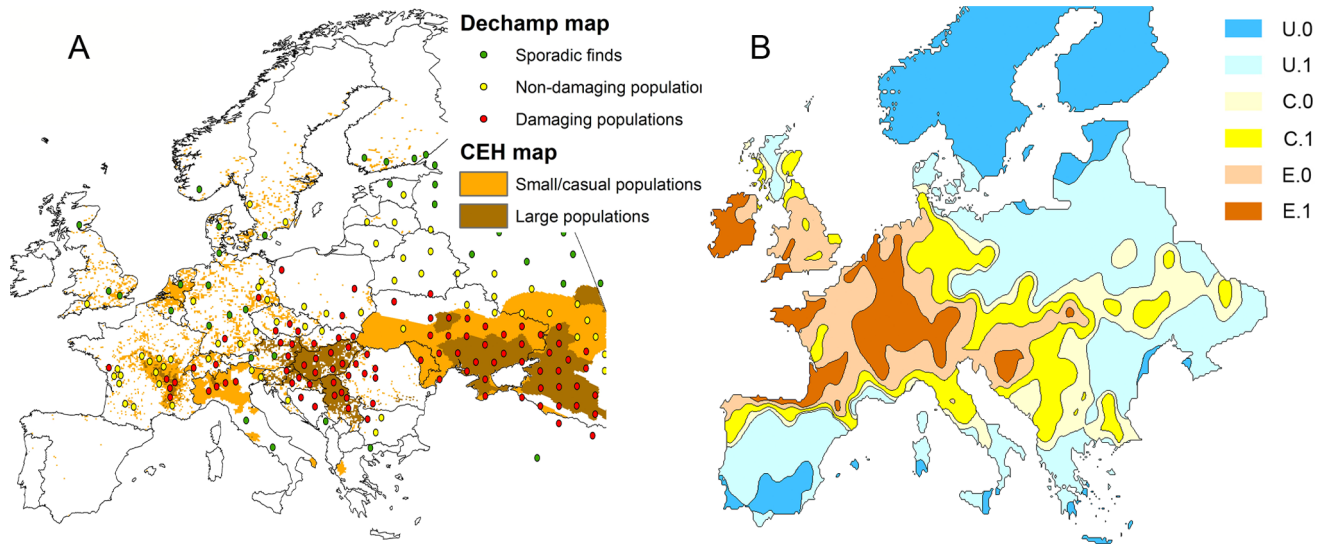 A
Dechamp map
Sporadic finds
Non-damaging population
Damaging populations
CEH map
Small/casual populations
Large populations
B
U.0
U.1
C.0
C.1
E.0
E.1